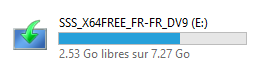 SSS_X64FREE_FR-FR_DV9 (E:)
2.53 Go libres sur 7.27 Go